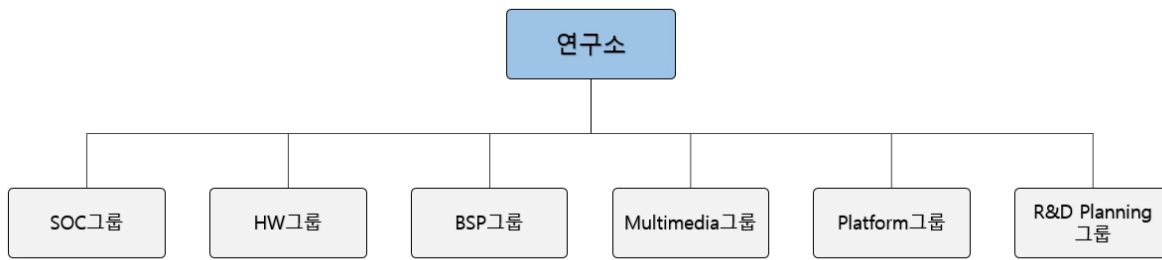 연구소
SOC그룹
HW그룹
BSP그룹
Multimedia그룹
Platform그룹
R&D Planning
그룹